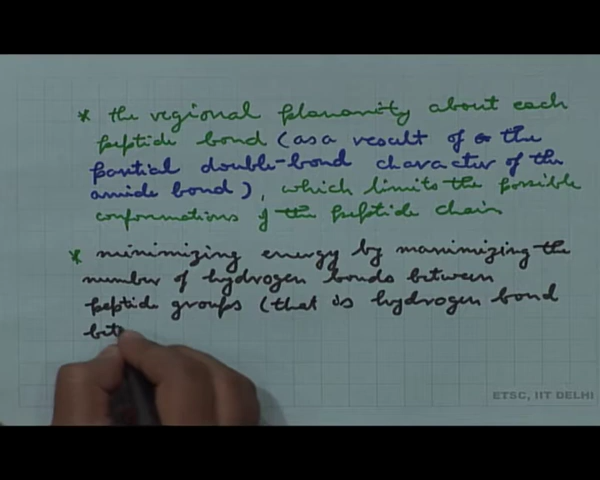 * the regional planarity about each
peptide bond (as a result of the
partial double-bond character of the
amide bond), which limits the possible
conformations of the peptide chain
* minimizing energy by maximizing the
number of hydrogen bonds between
peptide groups (that is hydrogen bond
bet
ETSC, IIT DELHI